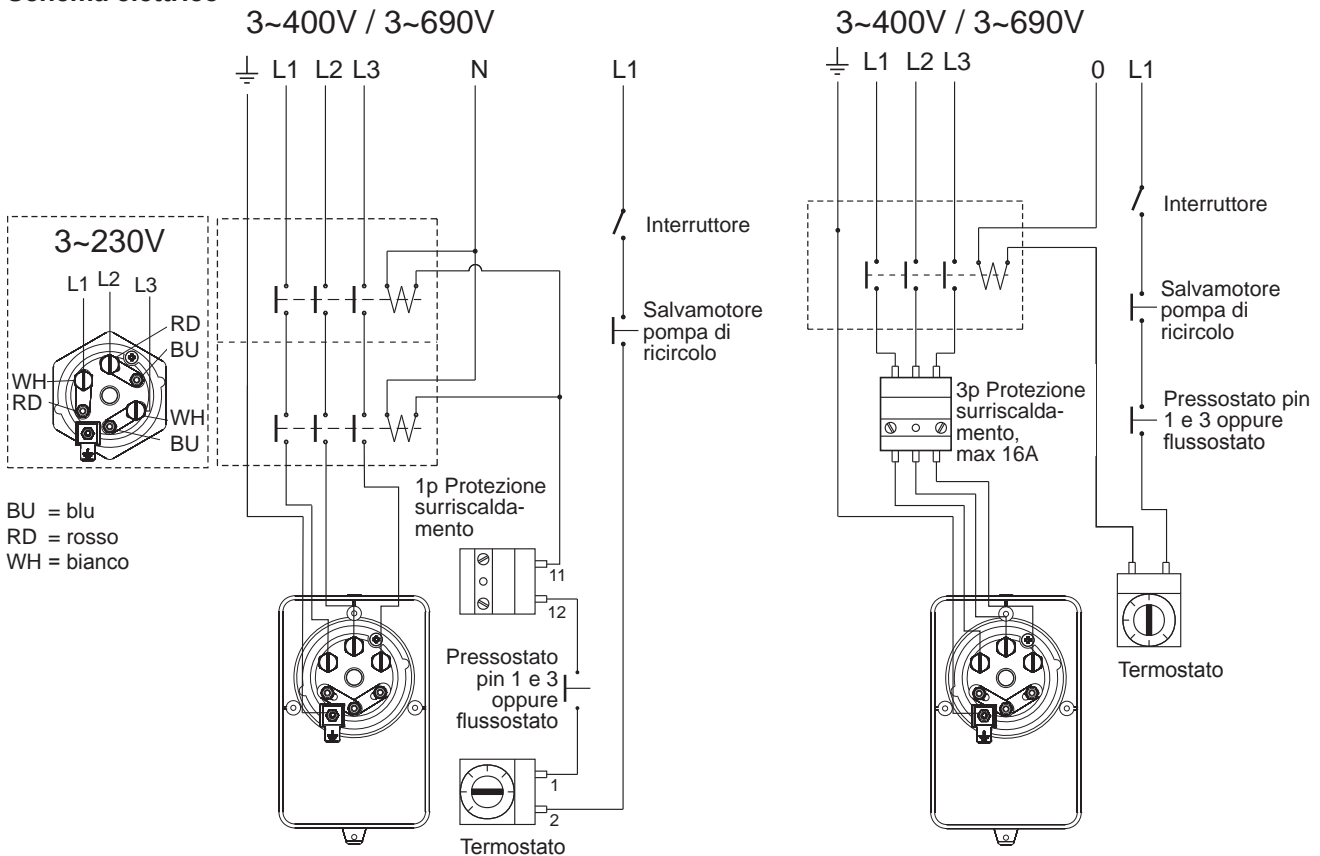 3~400V / 3~690V
L1 L2 L3 N L1
3~230V
L1 L2 L3
RD
BU
WH
RD
WH
BU
BU = blu
RD = rosso
WH = bianco
Interruttore
Salvamotore
pompa di
ricircolo
1p Protezione
surriscalda-
mento
11
12
Pressostato
pin 1 e 3
oppure
flussostato
1
2
Termostato
3~400V / 3~690V
L1 L2 L3 0 L1
Interruttore
Salvamotore
pompa di
ricircolo
3p Protezione
surriscalda-
mento,
max 16A
Pressostato pin
1 e 3 oppure
flussostato
Termostato